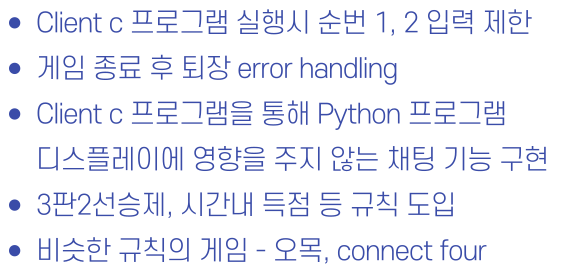 • Client c 프로그램 실행시 순번 1, 2 입력 제한
• 게임 종료 후 퇴장 error handling
• Client c 프로그램을 통해 Python 프로그램
디스플레이에 영향을 주지 않는 채팅 기능 구현
• 3판2선승제, 시간내 득점 등 규칙 도입
• 비슷한 규칙의 게임 - 오목, connect four